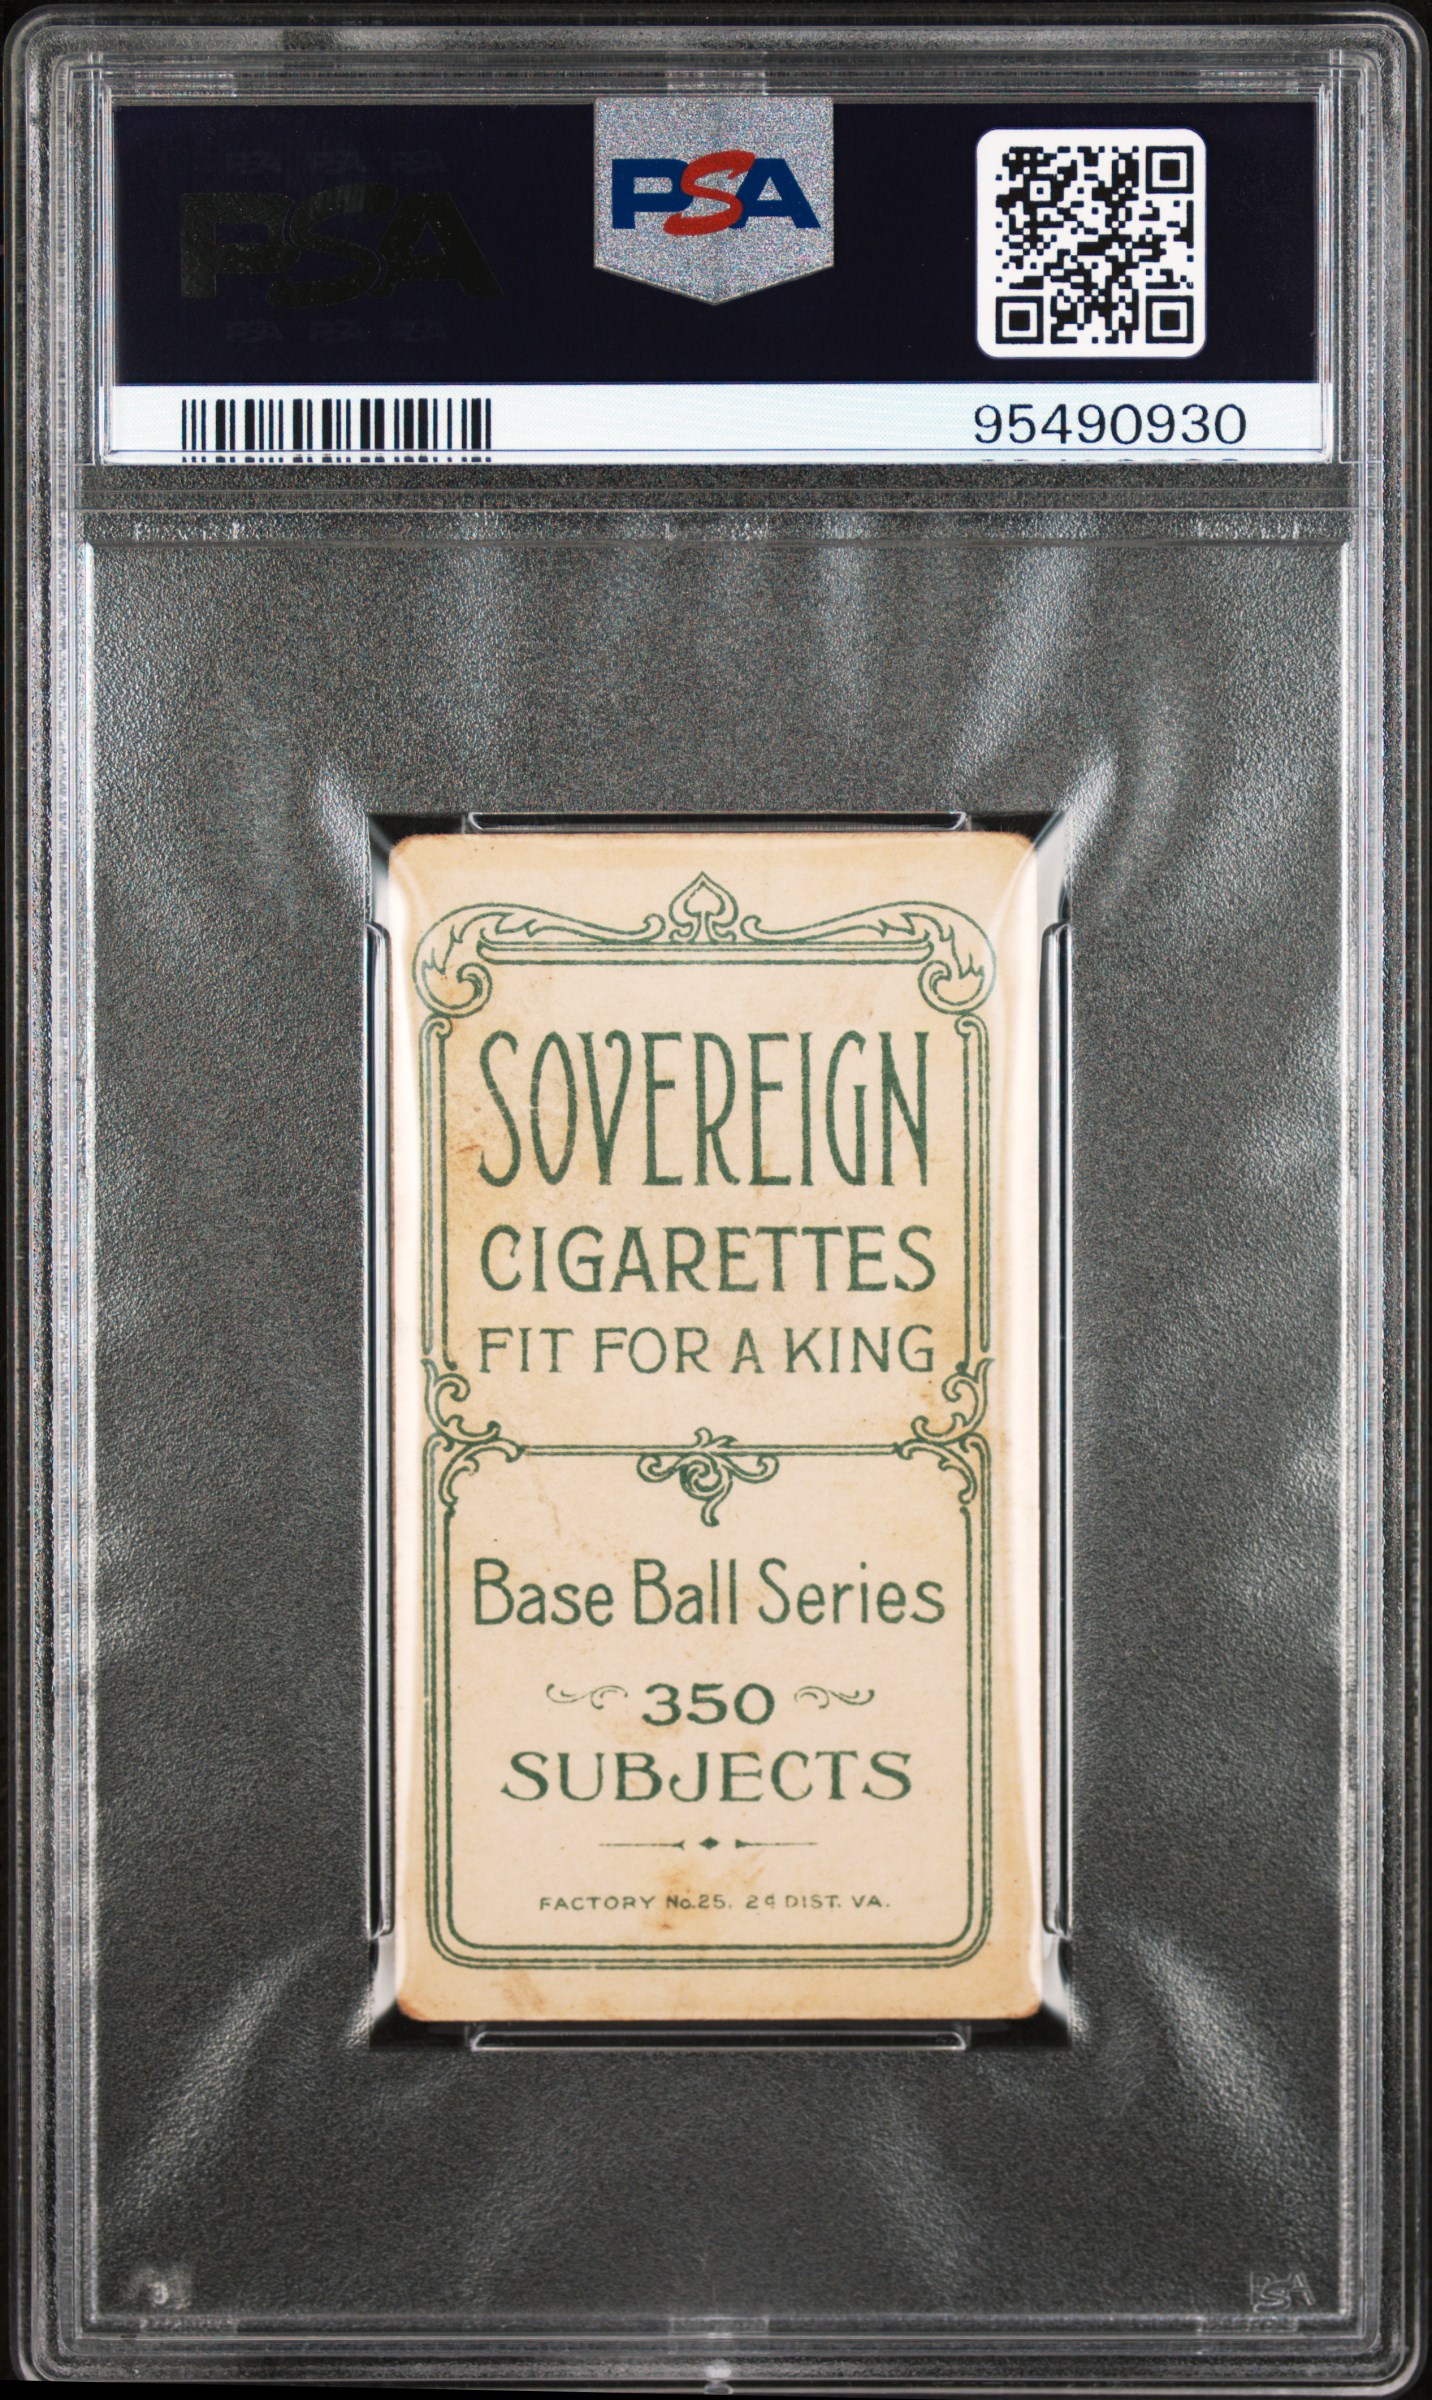 PSA
PSA
95490930
SOVEREIGN
CIGARETTES
FIT FOR A KING
Base Ball Series
350
SUBJECTS
FACTORY No.25, 2d DIST. VA.
PSA